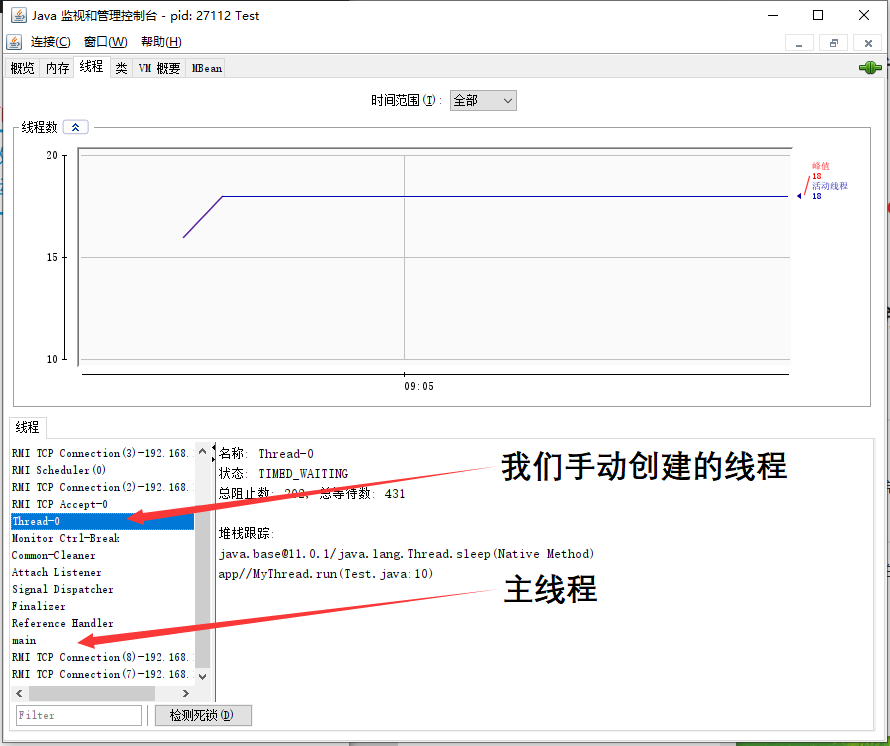 Java 监视和管理控制台 - pid: 27112 Test
连接(C) 窗口(W) 帮助(H)
概览 内存 线程 类 VM 概要 MBean
时间范围(I): 全部
线程数
20
15
10
峰值
18
活动线程
18
09:05
线程
RMI TCP Connection(3)-192.168.
RMI Scheduler(0)
RMI TCP Connection(2)-192.168.
RMI TCP Accept-0
Thread-0
Monitor Ctrl-Break
Common-Cleaner
Attach Listener
Signal Dispatcher
Finalizer
Reference Handler
main
RMI TCP Connection(8)-192.168.
RMI TCP Connection(7)-192.168.
名称: Thread-0
状态: TIMED_WAITING
总阻止数: 202, 总等待数: 431
堆栈跟踪:
java.base@11.0.1/java.lang.Thread.sleep(Native Method)
app//MyThread.run(Test.java:10)
我们手动创建的线程
主线程
Filter
检测死锁(D)